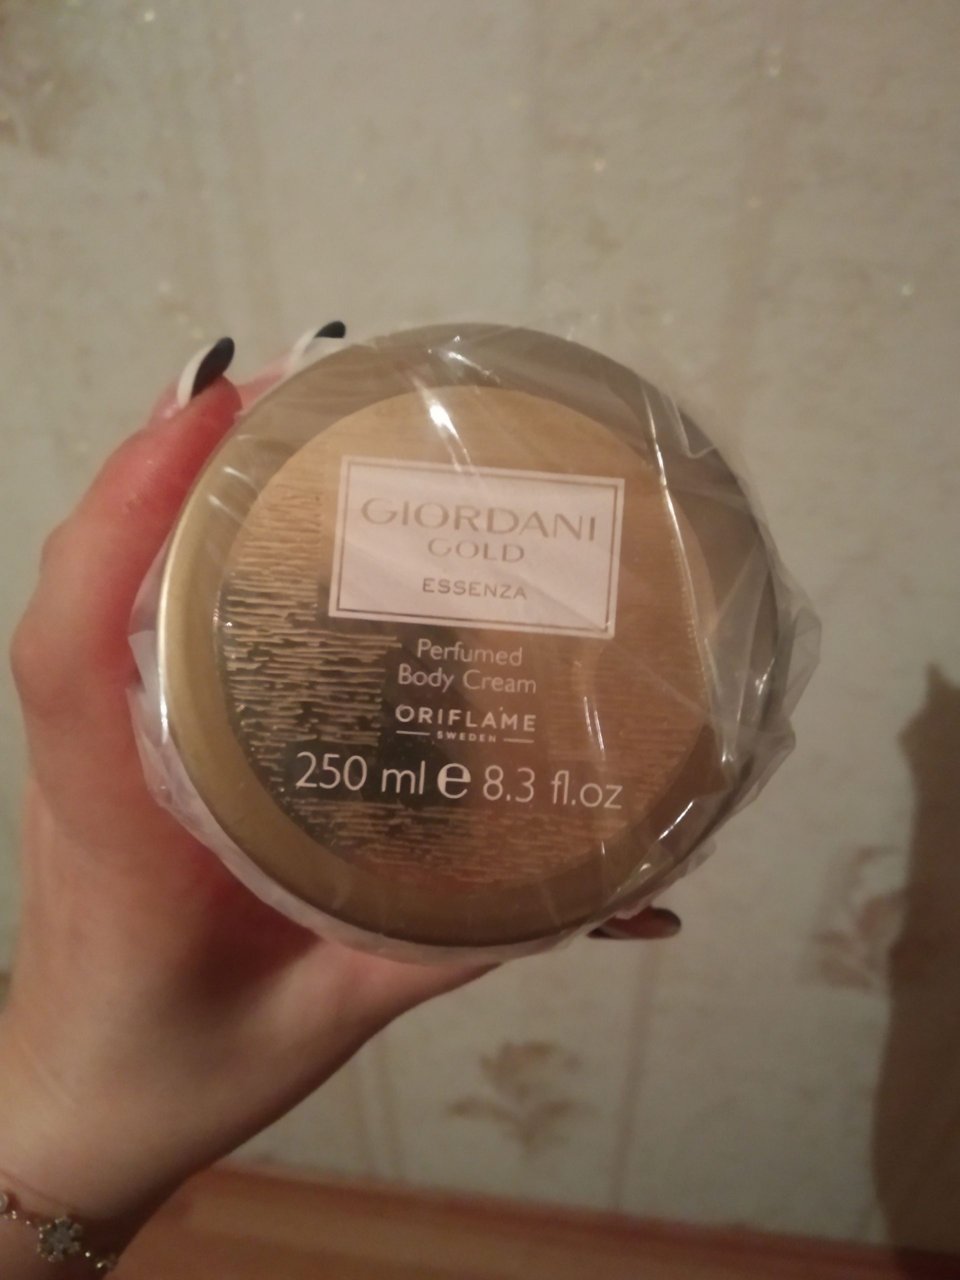 GIORDANI
GOLD
ESSENZA
Perfumed
Body Cream
ORIFLAME
SWEDEN
250 ml e 8.3 fl.oz